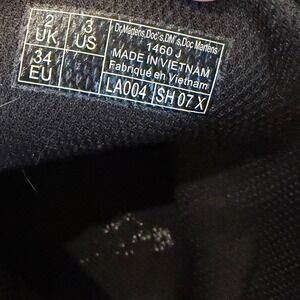 2 UK
3 US
34 EU
Dr.Martens,Doc's,DM's,Doc Martens
1460 J
MADE IN VIETNAM
Fabriqué en Vietnam
LA004
SH 07 X